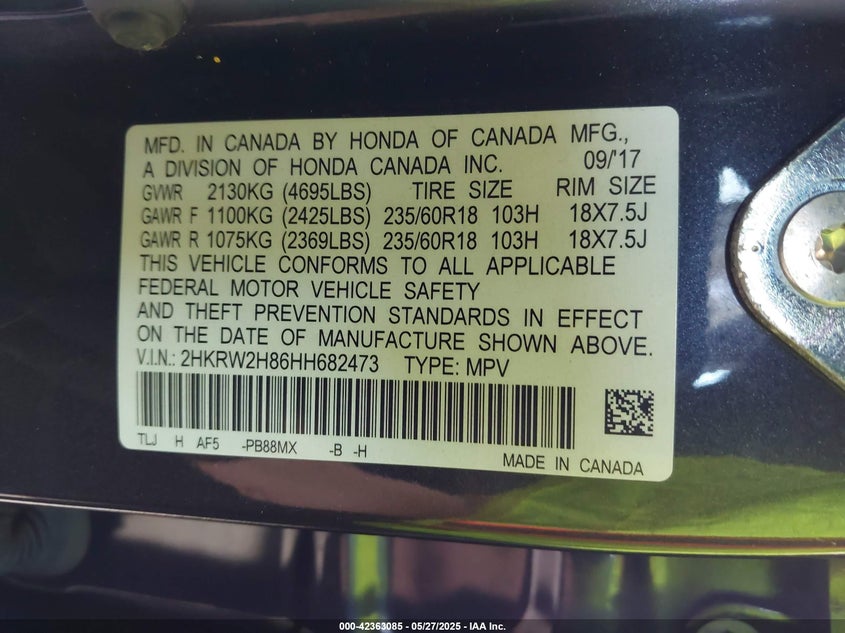 MFD. IN CANADA BY HONDA OF CANADA MFG.,
A DIVISION OF HONDA CANADA INC. 09/'17
GVWR 2130KG (4695LBS) TIRE SIZE RIM SIZE
GAWR F 1100KG (2425LBS) 235/60R18 103H 18X7.5J
GAWR R 1075KG (2369LBS) 235/60R18 103H 18X7.5J
THIS VEHICLE CONFORMS TO ALL APPLICABLE
FEDERAL MOTOR VEHICLE SAFETY
AND THEFT PREVENTION STANDARDS IN EFFECT
ON THE DATE OF MANUFACTURE SHOWN ABOVE.
V.I.N.: 2HKRW2H86HH682473 TYPE: MPV
TLJ H AF5 -PB88MX -B -H
MADE IN CANADA
000-42363085 - 05/27/2025 - IAA Inc.